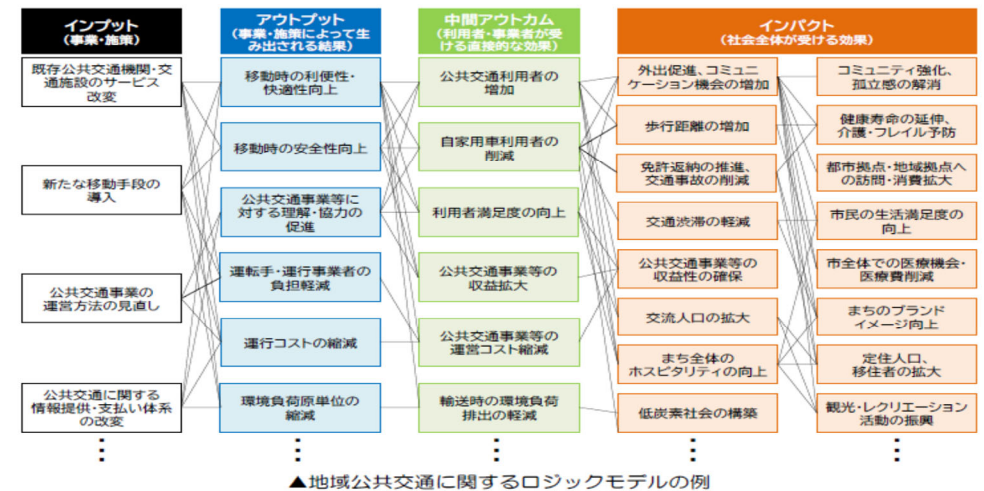 インプット
(事業・施策)
既存公共交通機関・交
通施設のサービス
改変
新たな移動手段の
導入
公共交通事業の
運営方法の見直し
公共交通に関する
情報提供・支払い体系
の改変
アウトプット
(事業・施策によって生
み出される結果)
移動時の利便性・
快適性向上
移動時の安全性向上
公共交通事業等に
対する理解・協力の
促進
運転手・運行事業者の
負担軽減
運行コストの縮減
環境負荷原単位の
縮減
中間アウトカム
(利用者・事業者が受
ける直接的な効果)
公共交通利用者の
増加
自家用車利用者の
削減
利用者満足度の向上
公共交通事業等の
収益拡大
公共交通事業等の
運営コスト縮減
輸送時の環境負荷
排出の軽減
インパクト
(社会全体が受ける効果)
外出促進、コミュニ
ケーション機会の増加
歩行距離の増加
免許返納の推進、
交通事故の削減
交通渋滞の軽減
公共交通事業等の
収益性の確保
交流人口の拡大
まち全体の
ホスピタリティの向上
低炭素社会の構築
コミュニティ強化、
孤立感の解消
健康寿命の延伸、
介護・フレイル予防
都市拠点・地域拠点へ
の訪問・消費拡大
市民の生活満足度の
向上
市全体での医療機会・
医療費削減
まちのブランド
イメージ向上
定住人口、
移住者の拡大
観光・レクリエーション
活動の振興
▲地域公共交通に関するロジックモデルの例